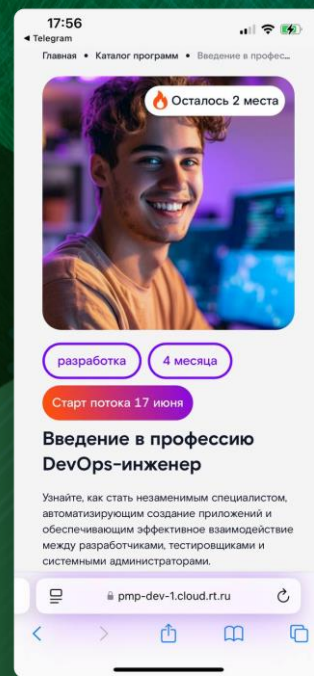 17:56
◀ Telegram
Главная • Каталог программ • Введение в професс...
Осталось 2 места
разработка
4 месяца
Старт потока 17 июня
Введение в профессию
DevOps-инженер
Узнайте, как стать незаменимым специалистом,
автоматизирующим создание приложений и
обеспечивающим эффективное взаимодействие
между разработчиками, тестировщиками и
системными администраторами.
pmp-dev-1.cloud.rt.ru